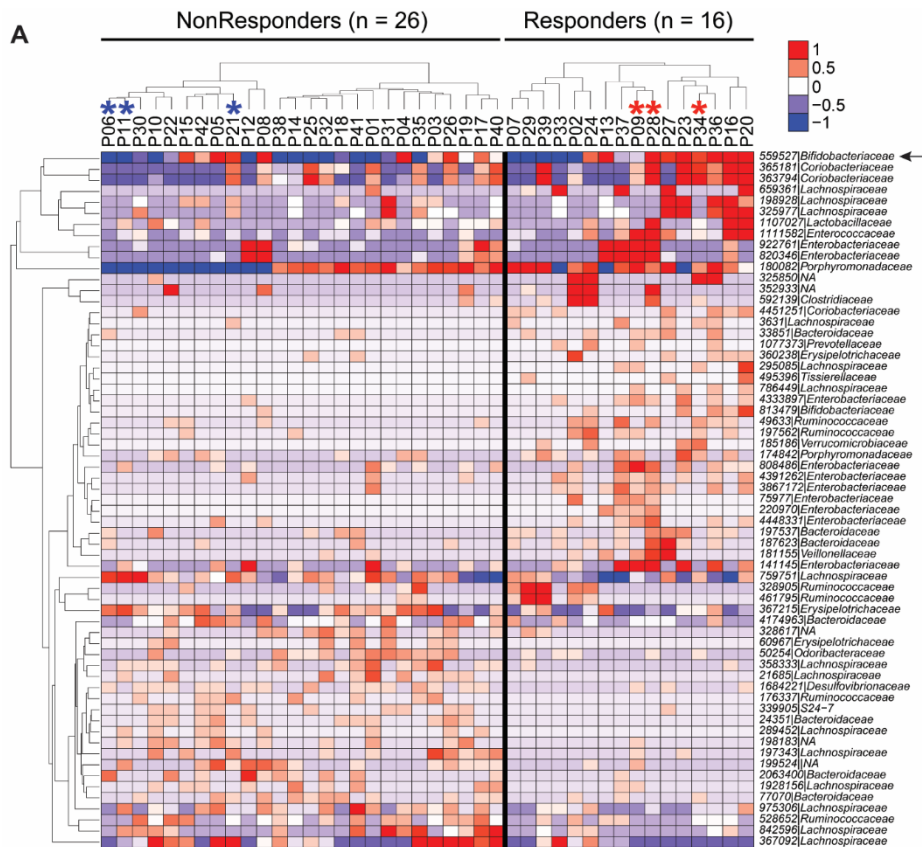 A
NonResponders (n = 26)
Responders (n = 16)
1
0.5
−0.5
−1
* * *
* * *
P06 P11 P30 P10 P22 P15 P42 P05 P21 P12 P08 P38 P14 P25 P32 P18 P41 P01 P31 P04 P35 P03 P26 P19 P17 P40
P07 P29 P39 P33 P02 P24 P13 P37 P09 P28 P27 P23 P34 P36 P16 P20
559527|Bifidobacteriaceae
365181|Coriobacteriaceae
363794|Coriobacteriaceae
659361|Lachnospiraceae
198928|Lachnospiraceae
325977|Lachnospiraceae
1107027|Lactobacillaceae
1111582|Enterococcaceae
922761|Enterobacteriaceae
820346|Enterobacteriaceae
180082|Porphyromonadaceae
325850|NA
352933|NA
592139|Clostridiaceae
4451251|Coriobacteriaceae
3631|Lachnospiraceae
33851|Bacteroidaceae
1077373|Prevotellaceae
360238|Erysipelotrichaceae
295085|Lachnospiraceae
495396|Tissierellaceae
786449|Lachnospiraceae
4333897|Enterobacteriaceae
813479|Bifidobacteriaceae
49633|Ruminococcaceae
197562|Ruminococcaceae
185186|Verrucomicrobiaceae
174842|Porphyromonadaceae
808486|Enterobacteriaceae
4391262|Enterobacteriaceae
3867172|Enterobacteriaceae
75977|Enterobacteriaceae
220970|Enterobacteriaceae
4448331|Enterobacteriaceae
197537|Bacteroidaceae
187623|Bacteroidaceae
181155|Veillonellaceae
141145|Enterobacteriaceae
759751|Lachnospiraceae
328905|Ruminococcaceae
461795|Ruminococcaceae
367215|Erysipelotrichaceae
4174963|Bacteroidaceae
328617|NA
60967|Erysipelotrichaceae
50254|Odoribacteraceae
358333|Lachnospiraceae
21685|Lachnospiraceae
1684221|Desulfovibrionaceae
176337|Ruminococcaceae
339905|S24−7
24351|Bacteroidaceae
289452|Lachnospiraceae
198183|NA
197343|Lachnospiraceae
199524||NA
2063400|Bacteroidaceae
1928156|Lachnospiraceae
77070|Bacteroidaceae
975306|Lachnospiraceae
528652|Ruminococcaceae
842596|Lachnospiraceae
367092|Lachnospiraceae